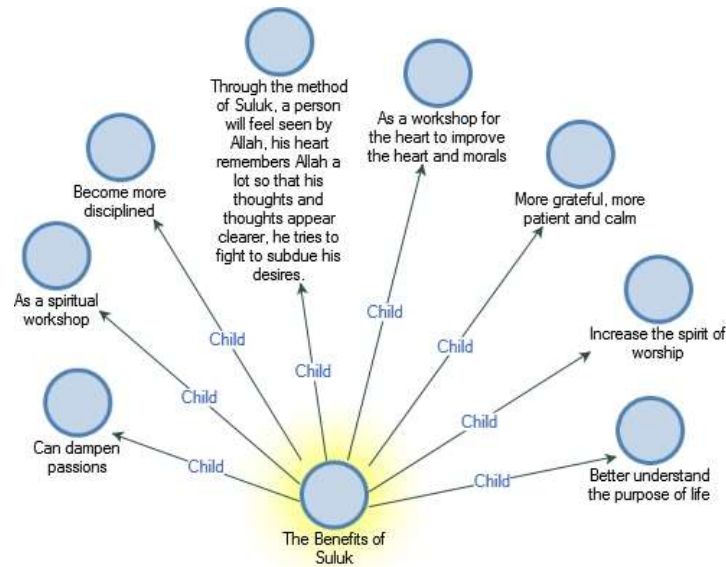 Through the method
of Suluk, a person
will feel seen by
Allah, his heart
remembers Allah a
lot so that his
thoughts and
thoughts appear
clearer, he tries to
fight to subdue his
desires.
As a workshop for
the heart to improve
the heart and morals
Become more
disciplined
More grateful, more
patient and calm
As a spiritual
workshop
Increase the spirit of
worship
Can dampen
passions
Better understand
the purpose of life
Child
Child
Child
Child
Child
Child
Child
Child
The Benefits of
Suluk